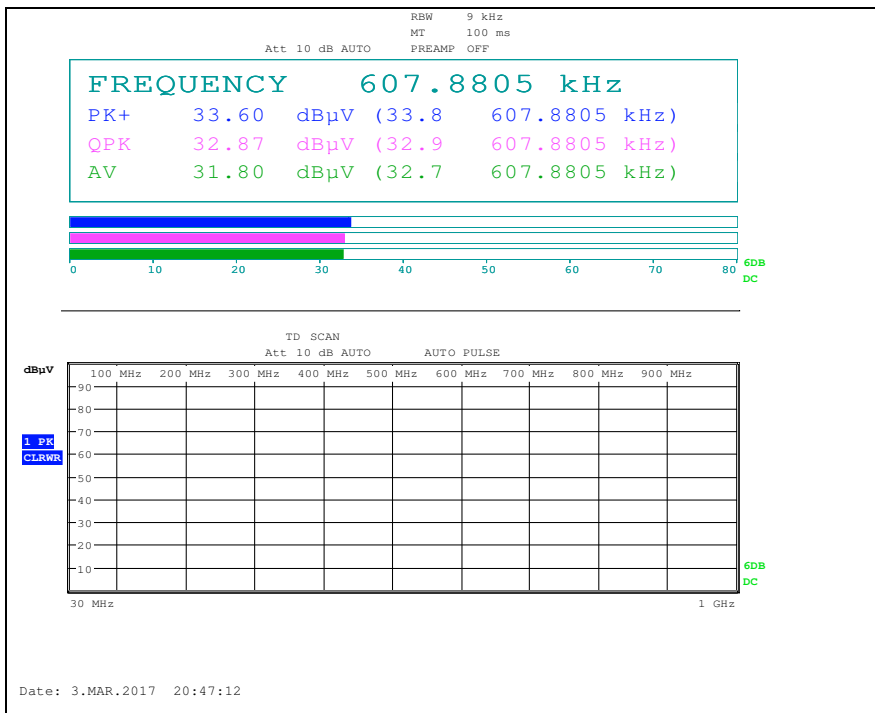 RBW 9 kHz
MT 100 ms
Att 10 dB AUTO PREAMP OFF
FREQUENCY 607.8805 kHz
PK+ 33.60 dBµV (33.8 607.8805 kHz)
QPK 32.87 dBµV (32.9 607.8805 kHz)
AV 31.80 dBµV (32.7 607.8805 kHz)
0 10 20 30 40 50 60 70 80
6DB
DC
TD SCAN
Att 10 dB AUTO AUTO PULSE
dBµV
100 MHz 200 MHz 300 MHz 400 MHz 500 MHz 600 MHz 700 MHz 800 MHz 900 MHz
90
80
70
1 PK
CLRWR
60
50
40
30
20
10
6DB
DC
30 MHz 1 GHz
Date: 3.MAR.2017 20:47:12